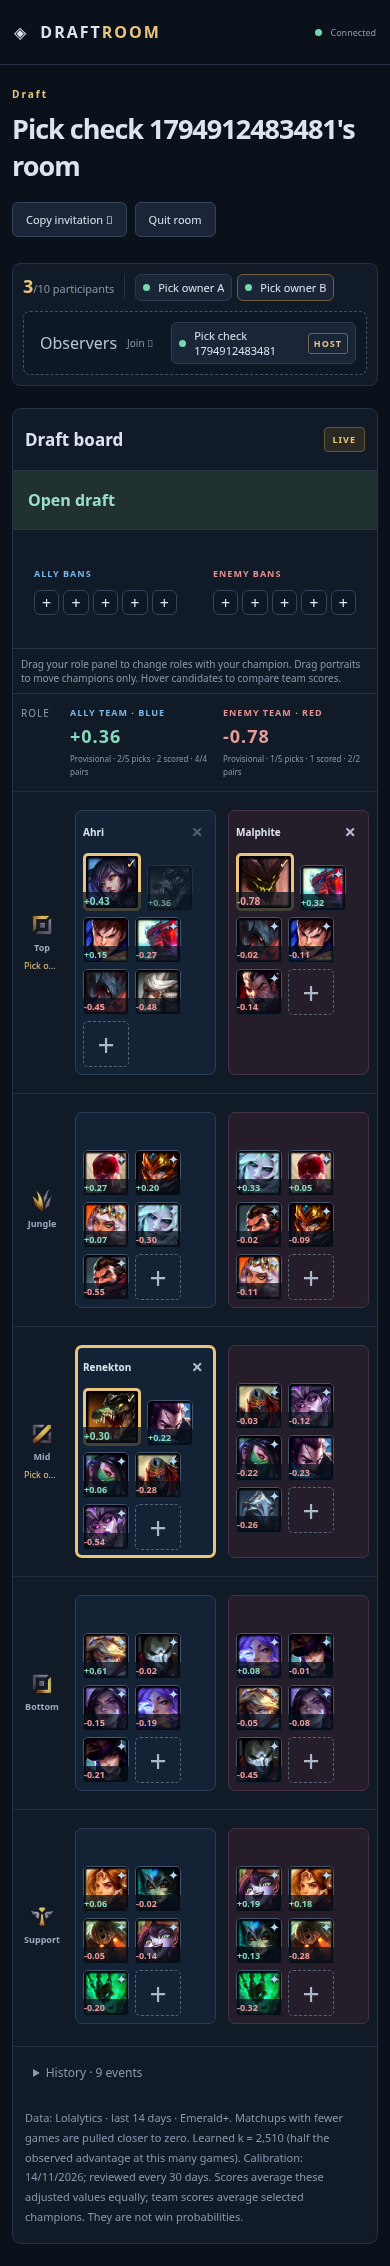 DRAFTROOM
Connected
Draft
Pick check 1794912483481's
room
Copy invitation
Quit room
3/10 participants
Pick owner A
Pick owner B
Observers
Join
Pick check
1794912483481
HOST
Draft board
LIVE
Open draft
ALLY BANS
ENEMY BANS
+ + + + +
+ + + + +
Drag your role panel to change roles with your champion. Drag portraits
to move champions only. Hover candidates to compare team scores.
ROLE
ALLY TEAM · BLUE
+0.36
Provisional · 2/5 picks · 2 scored · 4/4
pairs
ENEMY TEAM · RED
-0.78
Provisional · 1/5 picks · 1 scored · 2/2
pairs
Top
Pick o...
Ahri ×
+0.43 +0.36
+0.15 -0.27
-0.45 -0.48
+
Malphite ×
-0.78 +0.32
-0.02 -0.11
-0.14 +
Jungle
+0.27 +0.20
+0.07 -0.30
-0.55 +
+0.33 +0.05
-0.02 -0.09
-0.11 +
Mid
Pick o...
Renekton ×
+0.30 +0.22
+0.06 -0.28
-0.54 +
-0.03 -0.12
-0.22 -0.23
-0.26 +
Bottom
+0.61 -0.02
-0.15 -0.19
-0.21 +
+0.08 -0.01
-0.05 -0.08
-0.45 +
Support
+0.06 -0.02
-0.05 -0.14
-0.20 +
+0.19 +0.18
+0.13 -0.28
-0.32 +
History · 9 events
Data: Lolalytics · last 14 days · Emerald+. Matchups with fewer
games are pulled closer to zero. Learned k = 2,510 (half the
observed advantage at this many games). Calibration:
14/11/2026; reviewed every 30 days. Scores average these
adjusted values equally; team scores average selected
champions. They are not win probabilities.